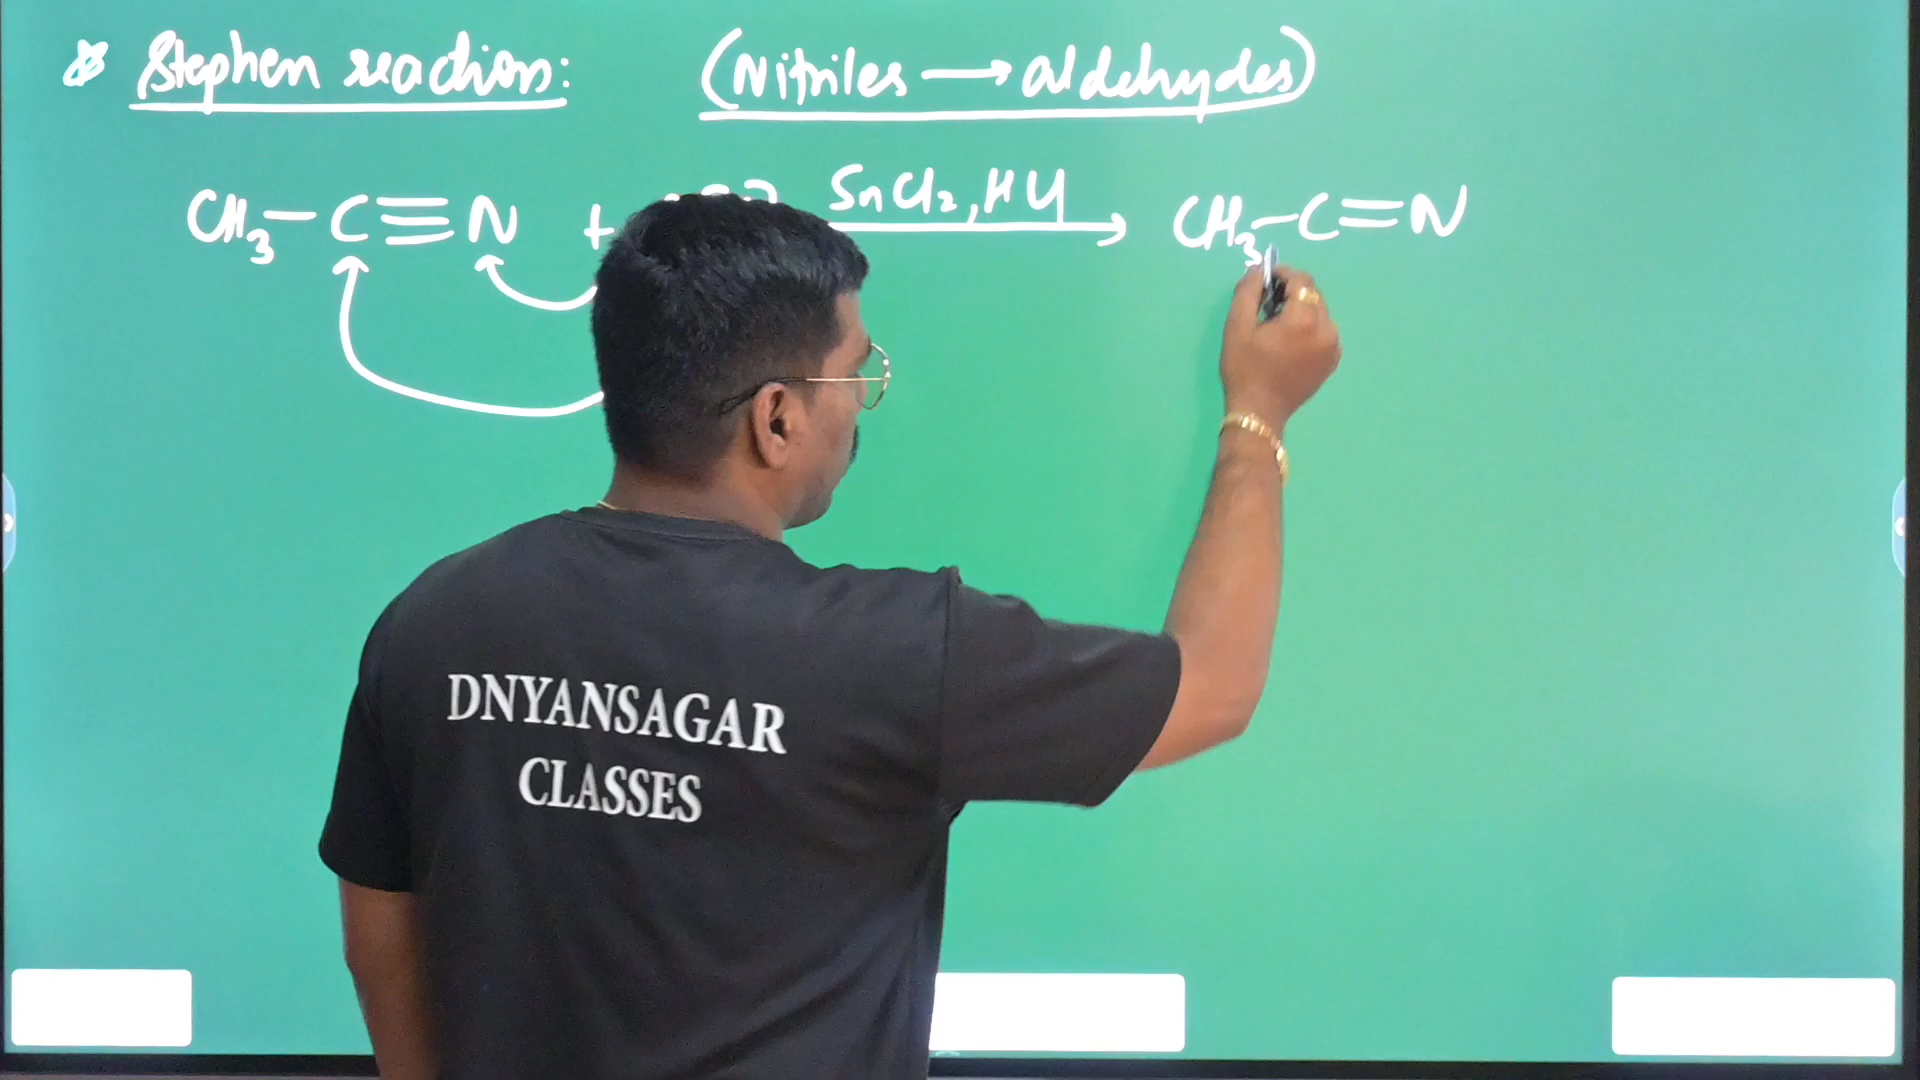 Stephen reaction: (Nitriles → aldehydes)
CH3-C≡N + SnCl2, HCl → CH3-C=N
DNYANSAGAR
CLASSES